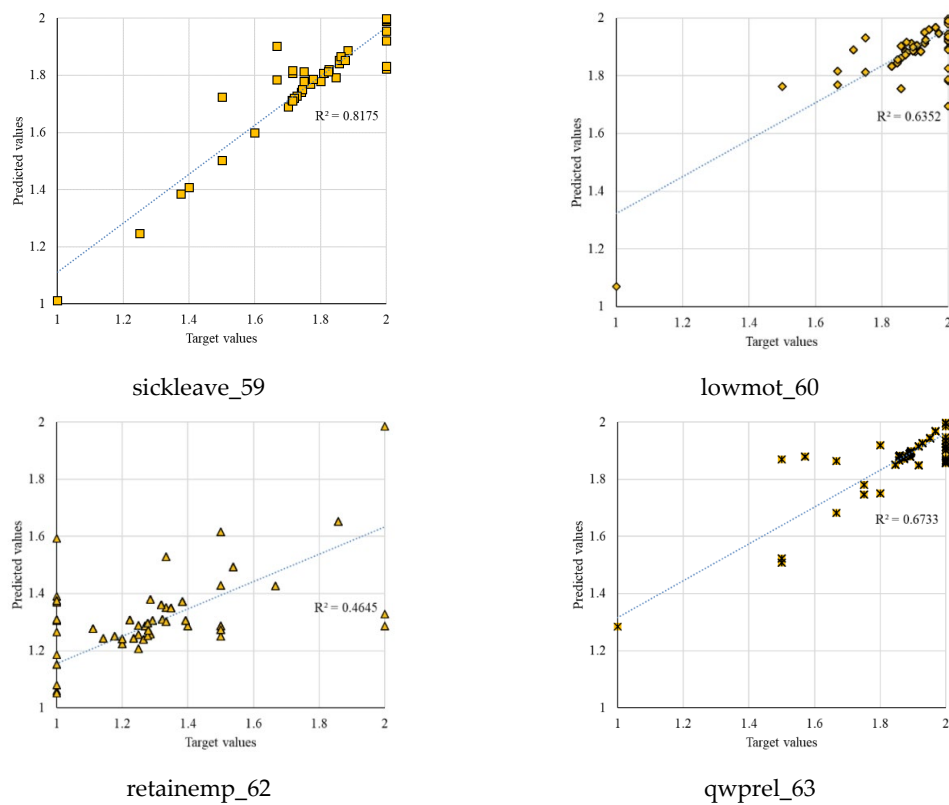 2
1.8
1.6
1.4
1.2
1
Predicted values
R² = 0.8175
1 1.2 1.4 1.6 1.8 2
Target values
sickleave_59
2
1.8
1.6
1.4
1.2
1
Predicted values
R² = 0.6352
1 1.2 1.4 1.6 1.8 2
Target values
lowmot_60
2
1.8
1.6
1.4
1.2
1
Predicted values
R² = 0.4645
1 1.2 1.4 1.6 1.8 2
Target values
retainemp_62
2
1.8
1.6
1.4
1.2
1
Predicted values
R² = 0.6733
1 1.2 1.4 1.6 1.8 2
Target values
qwprel_63